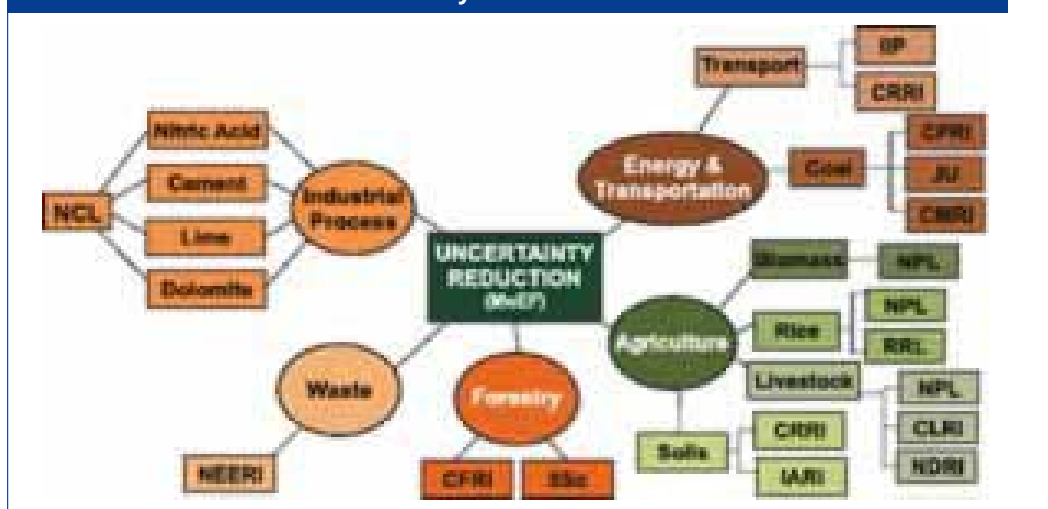 IIP
Transport
CRRI
Nitric Acid
CFRI
Energy &
Transportation
Cement
Coal
JU
Industrial
Process
NCL
CMRI
Lime
UNCERTAINTY
REDUCTION
(MoEF)
Biomass
NPL
Dolomite
NPL
Rice
Agriculture
RRL
Livestock
NPL
Waste
Forestry
CRRI
CLRI
Soils
NEERI
CFRI
IARI
NDRI